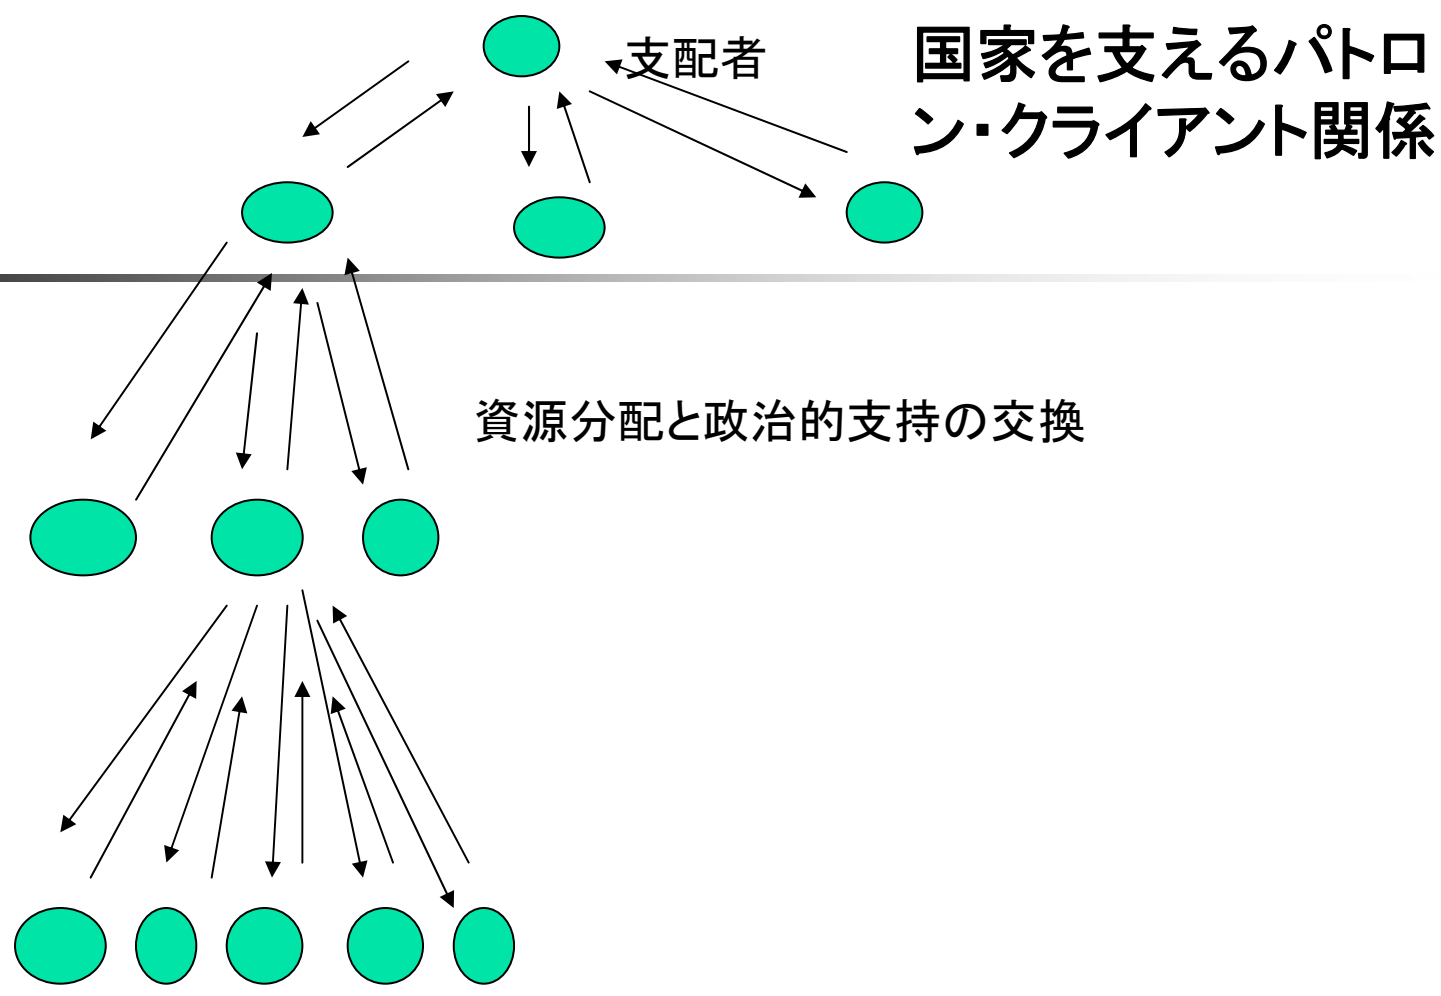 支配者
国家を支えるパトロ
ン・クライアント関係
資源分配と政治的支持の交換